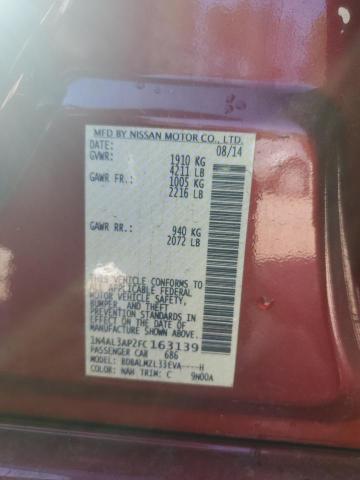 MFD BY NISSAN MOTOR CO., LTD.
DATE: 08/14
GVWR: 1910 KG
4211 LB
GAWR FR.: 1005 KG
2216 LB
GAWR RR.: 940 KG
2072 LB
THIS VEHICLE CONFORMS TO
ALL APPLICABLE FEDERAL
MOTOR VEHICLE SAFETY,
BUMPER, AND THEFT
PREVENTION STANDARDS IN
EFFECT ON THE DATE OF
MANUFACTURE SHOWN ABOVE.
1N4AL3AP2FC163139
PASSENGER CAR 686
MODEL: BDBALMZL33EVA----H
COLOR: NAH TRIM: C 9N00A